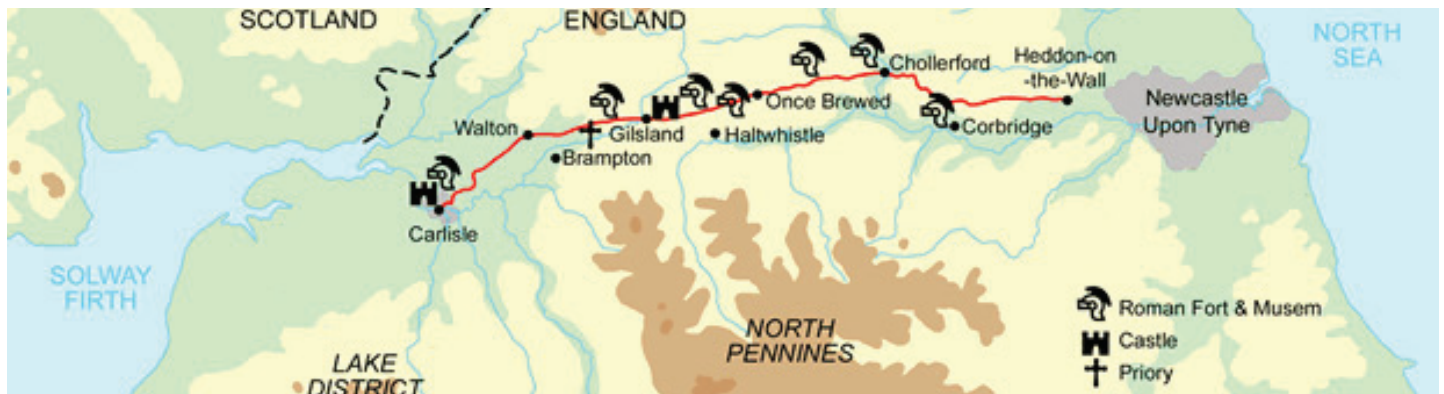 SCOTLAND
ENGLAND
NORTH
SEA
Heddon-on
-the-Wall
Chollerford
Once Brewed
Newcastle
Upon Tyne
Walton
Gilsland
Haltwhistle
Corbridge
Brampton
Carlisle
SOLWAY
FIRTH
Roman Fort & Musem
Castle
Priory
NORTH
PENNINES
LAKE
DISTRICT